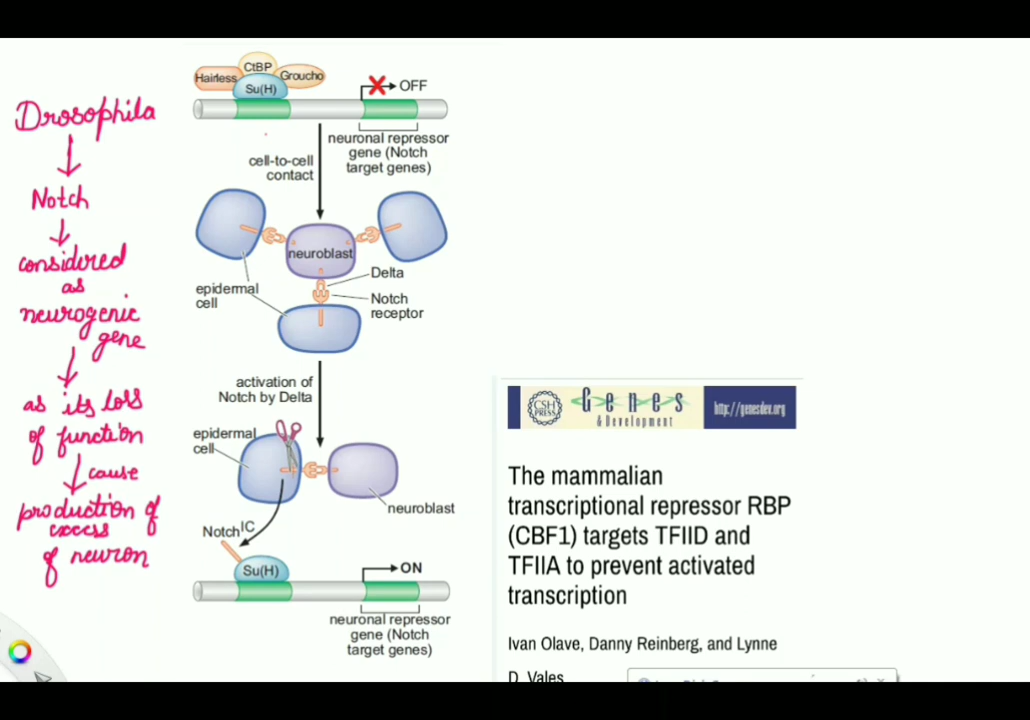 Drosophila
Notch
considered
as
neurogenic
gene
as its loss
of function
cause
production of
excess
of neuron
Hairless
CtBP
Groucho
Su(H)
OFF
neuronal repressor
gene (Notch
target genes)
cell-to-cell
contact
neuroblast
Delta
epidermal
cell
Notch
receptor
activation of
Notch by Delta
epidermal
cell
neuroblast
NotchIC
Su(H)
ON
neuronal repressor
gene (Notch
target genes)
CSH
PRESS
Genes
& Development
http://genesdev.org
The mammalian
transcriptional repressor RBP
(CBF1) targets TFIID and
TFIIA to prevent activated
transcription
Ivan Olave, Danny Reinberg, and Lynne
D. Vales